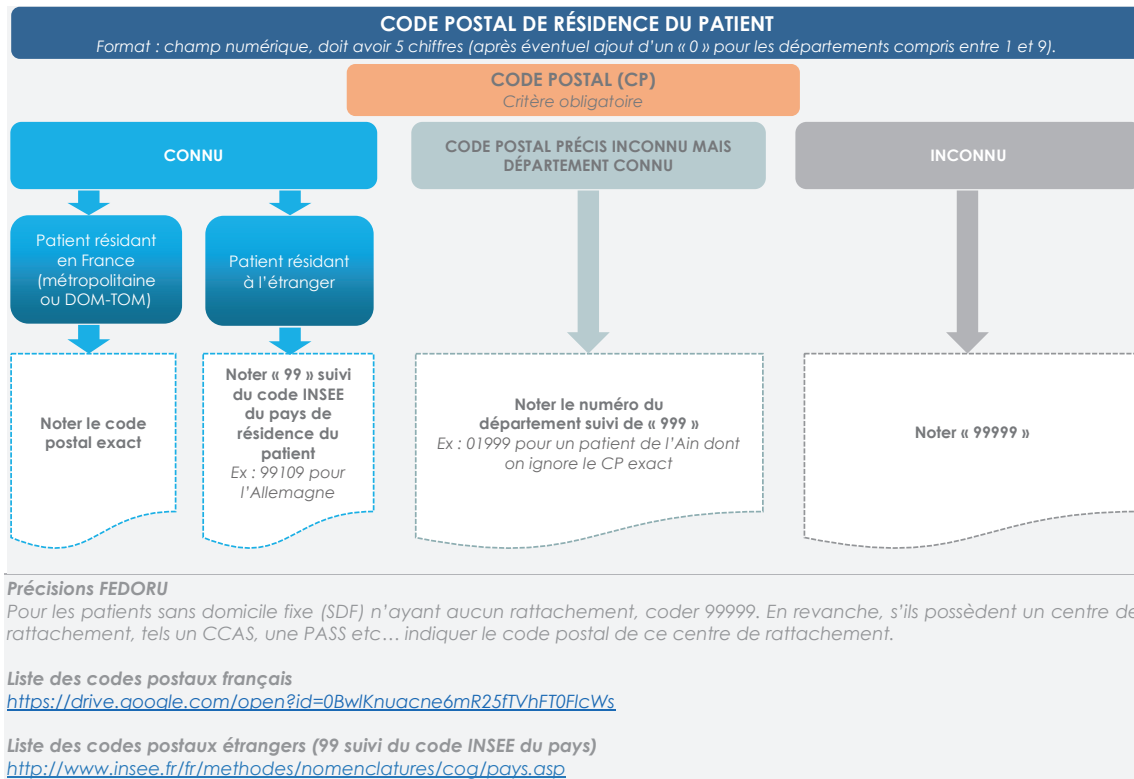 CODE POSTAL DE RÉSIDENCE DU PATIENT
Format : champ numérique, doit avoir 5 chiffres (après éventuel ajout d’un « 0 » pour les départements compris entre 1 et 9).
CODE POSTAL (CP)
Critère obligatoire
CONNU
CODE POSTAL PRÉCIS INCONNU MAIS
DÉPARTEMENT CONNU
INCONNU
Patient résidant
en France
(métropolitaine
ou DOM-TOM)
Patient résidant
à l’étranger
Noter le code
postal exact
Noter « 99 » suivi
du code INSEE
du pays de
résidence du
patient
Ex : 99109 pour
l’Allemagne
Noter le numéro du
département suivi de « 999 »
Ex : 01999 pour un patient de l’Ain dont
on ignore le CP exact
Noter « 99999 »
Précisions FEDORU
Pour les patients sans domicile fixe (SDF) n’ayant aucun rattachement, coder 99999. En revanche, s’ils possèdent un centre de
rattachement, tels un CCAS, une PASS etc… indiquer le code postal de ce centre de rattachement.
Liste des codes postaux français
https://drive.google.com/open?id=0BwlKnuacne6mR25fTVhFT0FlcWs
Liste des codes postaux étrangers (99 suivi du code INSEE du pays)
http://www.insee.fr/fr/methodes/nomenclatures/cog/pays.asp